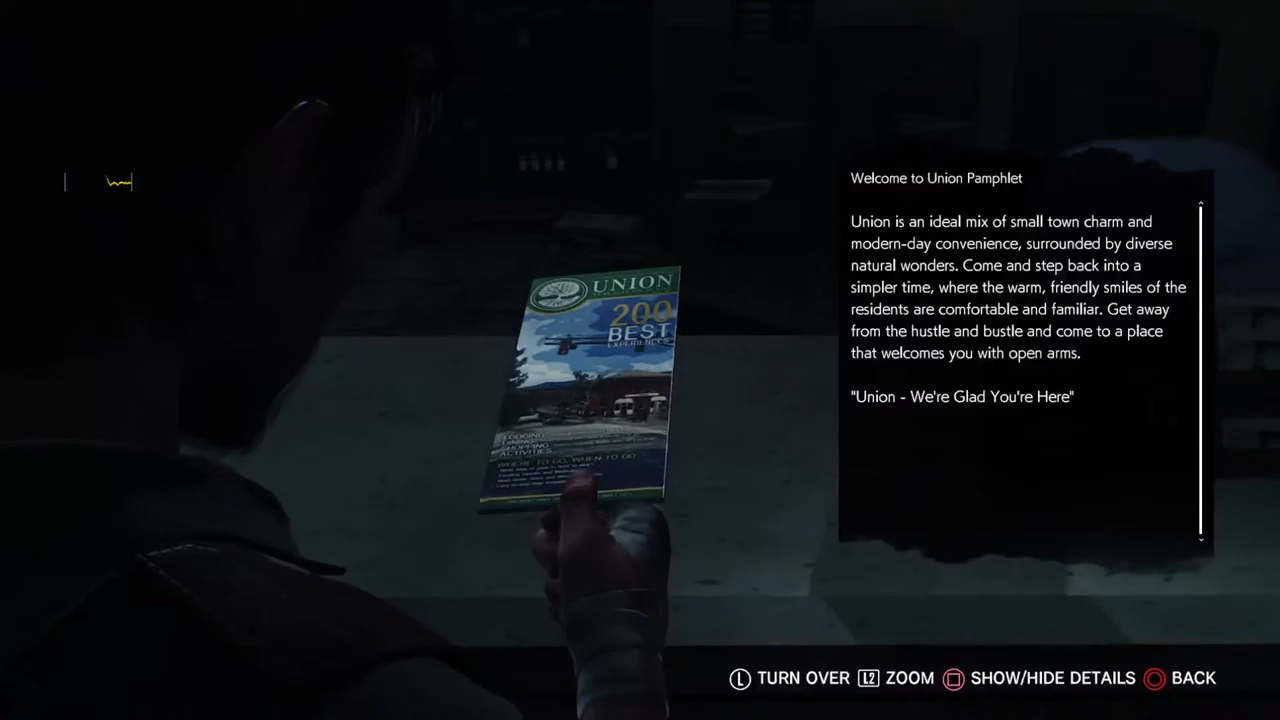 UNION
200
BEST
EXPERIENCES
LODGING
DINING
SHOPPING
ACTIVITIES
WHERE TO DO, WHEN TO DO
Welcome to Union Pamphlet
Union is an ideal mix of small town charm and
modern-day convenience, surrounded by diverse
natural wonders. Come and step back into a
simpler time, where the warm, friendly smiles of the
residents are comfortable and familiar. Get away
from the hustle and bustle and come to a place
that welcomes you with open arms.
"Union - We're Glad You're Here"
L TURN OVER L2 ZOOM SHOW/HIDE DETAILS BACK